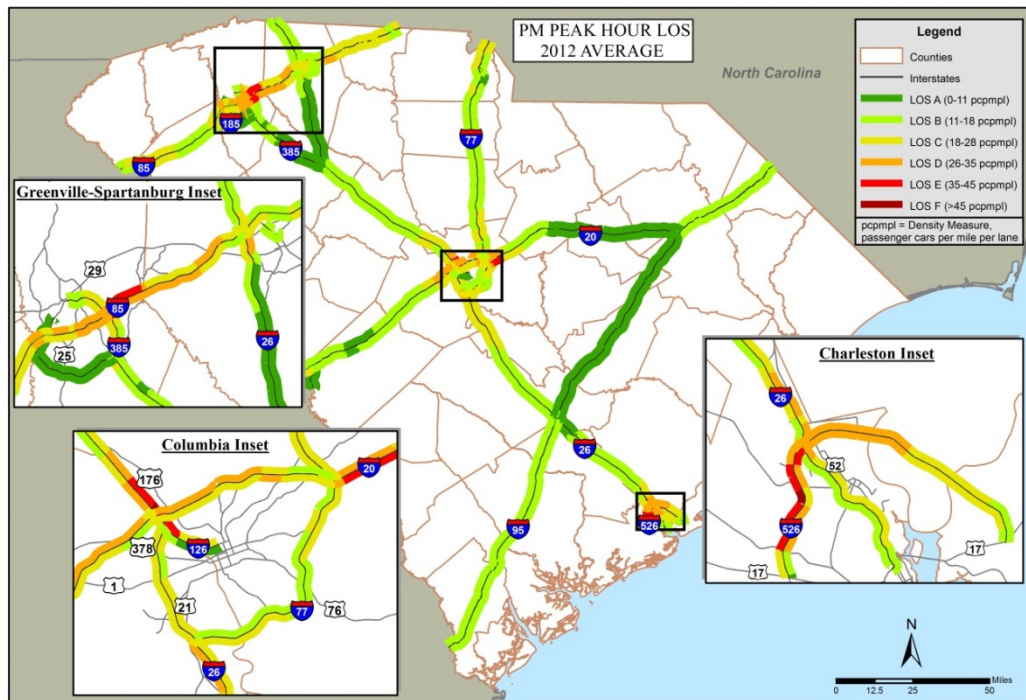 PM PEAK HOUR LOS
2012 AVERAGE
North Carolina
Legend
Counties
Interstates
LOS A (0-11 pcpmpl)
LOS B (11-18 pcpmpl)
LOS C (18-28 pcpmpl)
LOS D (26-35 pcpmpl)
LOS E (35-45 pcpmpl)
LOS F (>45 pcpmpl)
pcpmpl = Density Measure,
passenger cars per mile per lane
185
385
85
77
20
26
95
526
Greenville-Spartanburg Inset
29
85
25
385
26
Columbia Inset
176
20
378
126
1
21
77
76
26
Charleston Inset
26
52
526
17
17
N
Miles
0 12.5 25 50